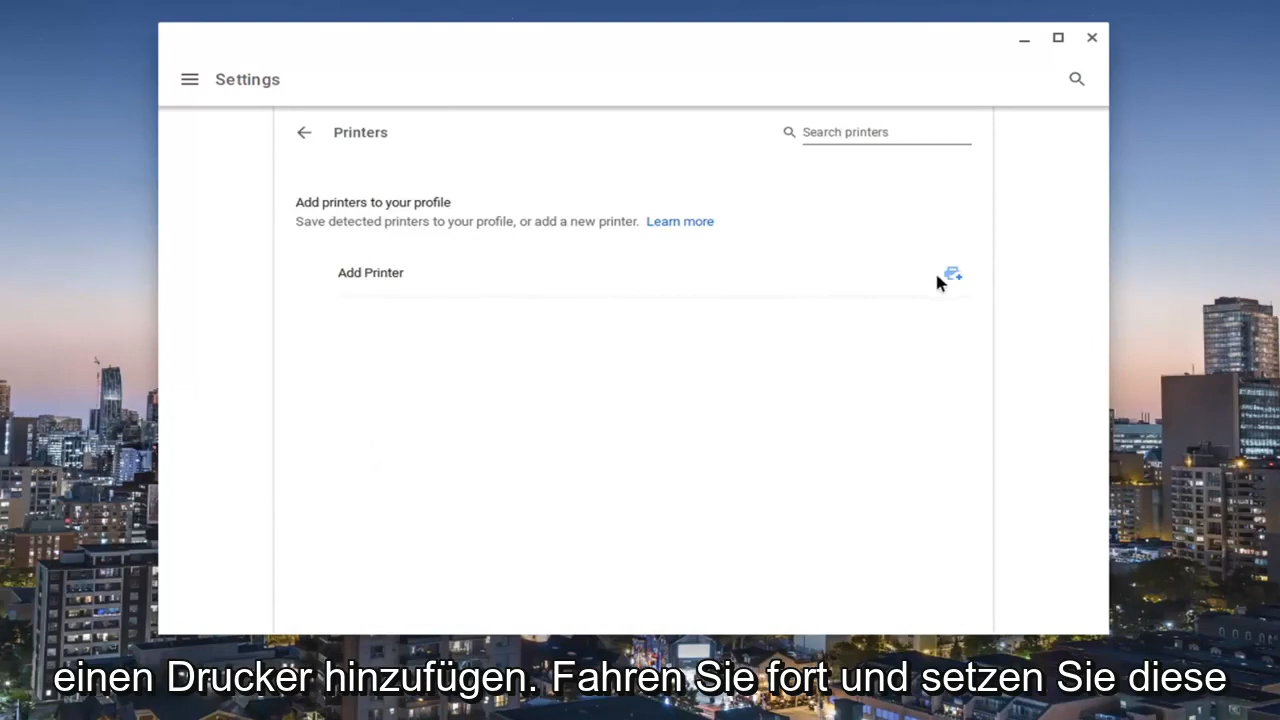 Settings
Printers
Search printers
Add printers to your profile
Save detected printers to your profile, or add a new printer. Learn more
Add Printer
einen Drucker hinzufügen. Fahren Sie fort und setzen Sie diese